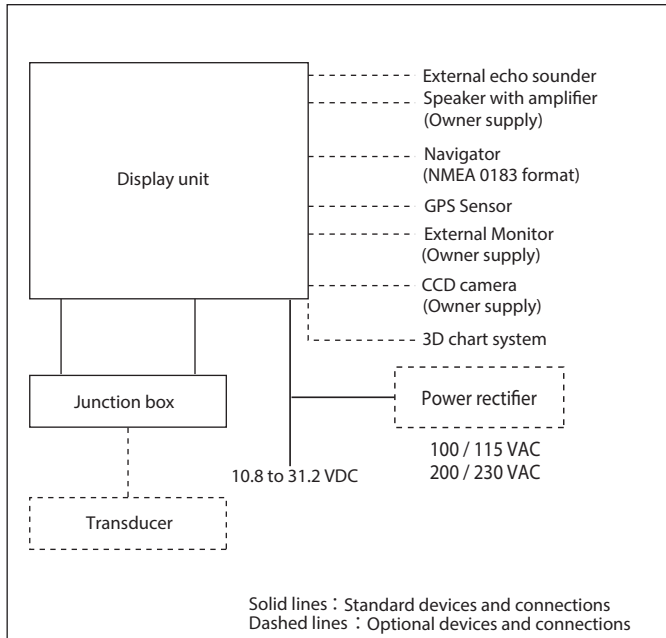 External echo sounder
Speaker with amplifier
(Owner supply)
Display unit
Navigator
(NMEA 0183 format)
GPS Sensor
External Monitor
(Owner supply)
CCD camera
(Owner supply)
3D chart system
Junction box
Power rectifier
100 / 115 VAC
200 / 230 VAC
10.8 to 31.2 VDC
Transducer
Solid lines : Standard devices and connections
Dashed lines : Optional devices and connections